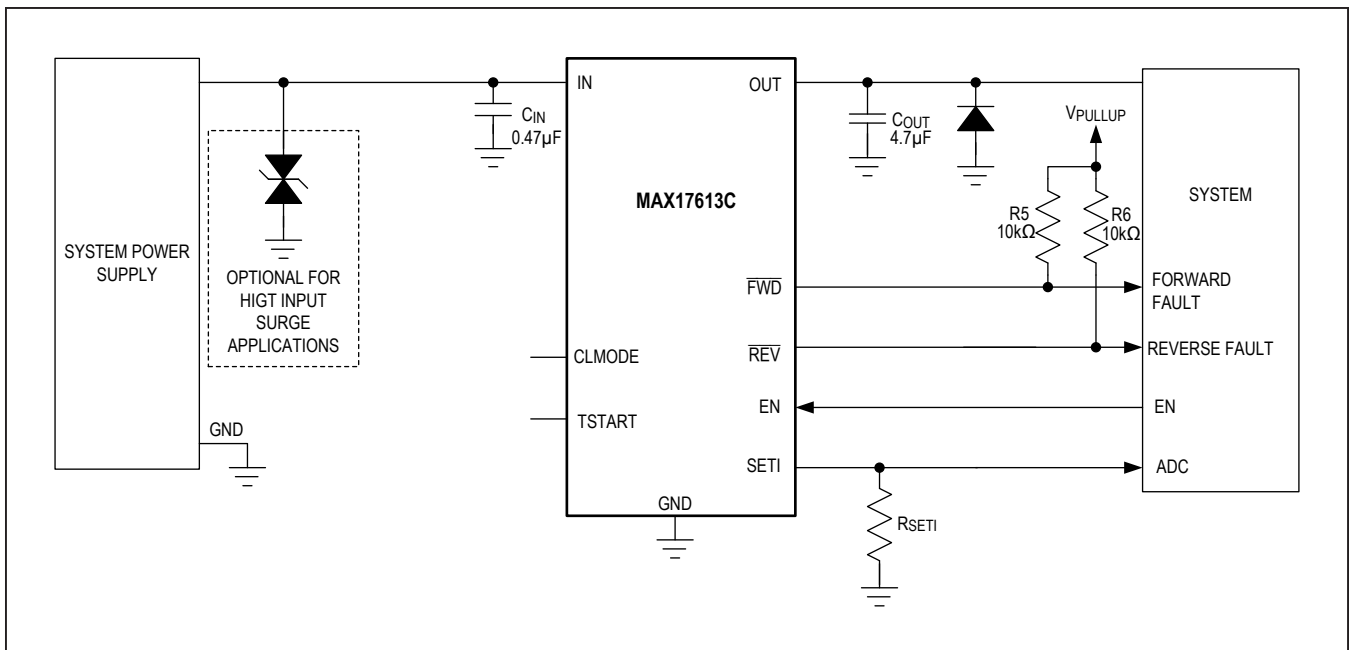 SYSTEM POWER
SUPPLY
GND
OPTIONAL FOR
HIGT INPUT
SURGE
APPLICATIONS
CIN
0.47µF
IN
OUT
MAX17613C
CLMODE
TSTART
GND
FWD
REV
EN
SETI
COUT
4.7µF
VPULLUP
R5
10kΩ
R6
10kΩ
RSETI
SYSTEM
FORWARD
FAULT
REVERSE FAULT
EN
ADC